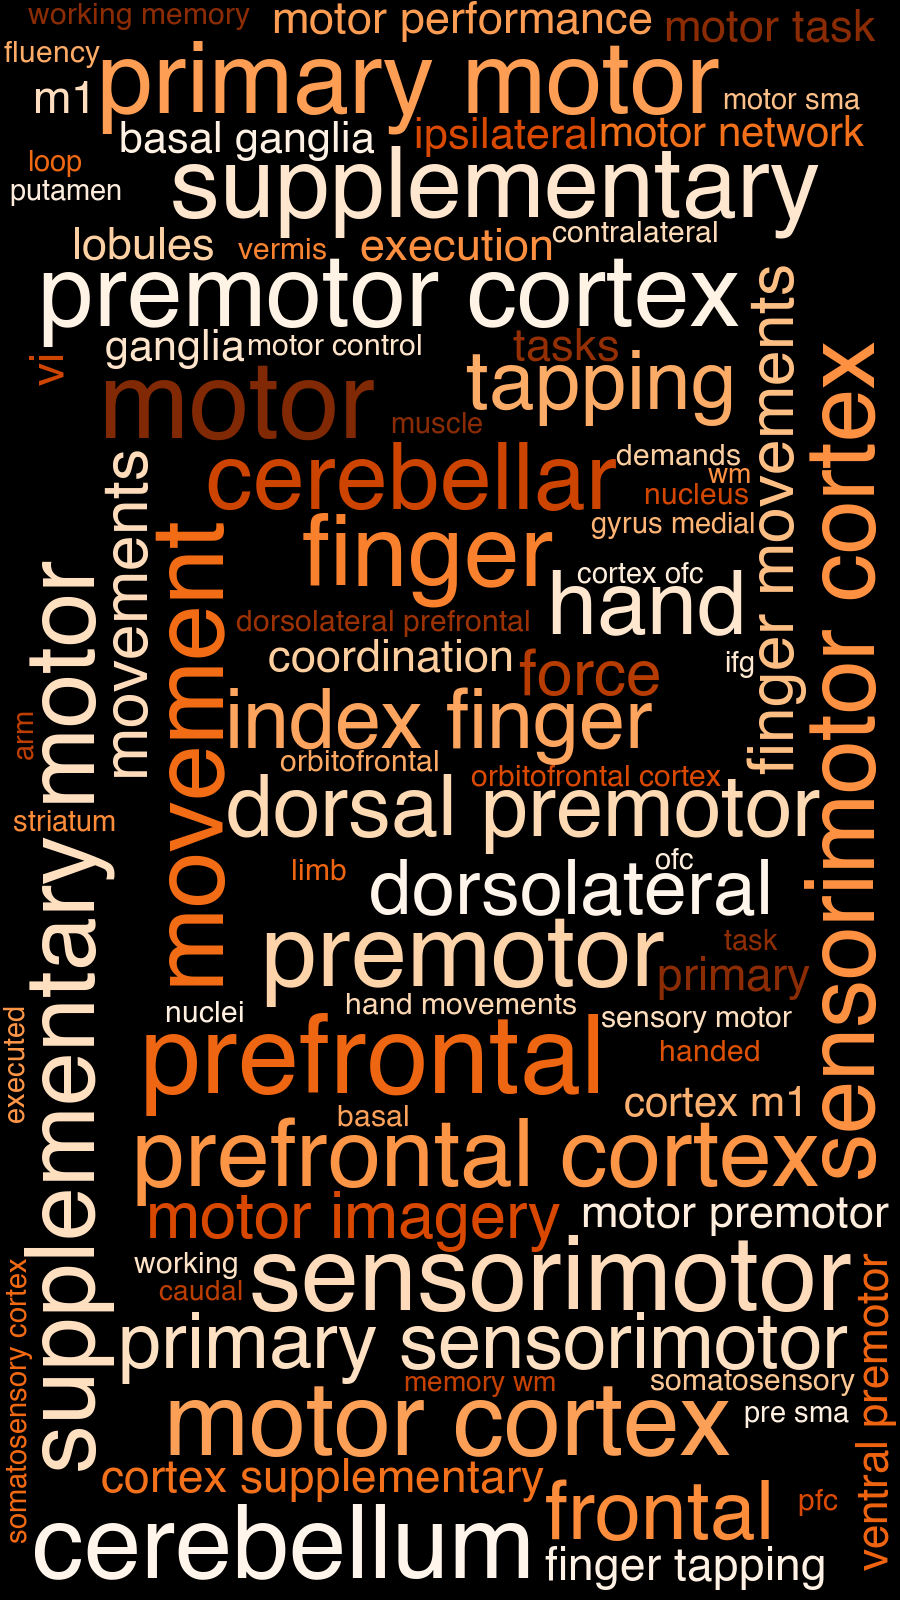 working memory
motor performance
motor task
fluency
primary motor
m1
motor sma
basal ganglia
ipsilateral
motor network
loop
putamen
supplementary
contralateral
lobules
vermis
execution
premotor cortex
finger movements
vi
ganglia
motor control
tasks
tapping
sensorimotor cortex
motor
muscle
cerebellar
demands
wm
nucleus
movements
gyrus medial
finger
movement
cortex ofc
hand
supplementary motor
dorsolateral prefrontal
coordination
force
ifg
index finger
arm
orbitofrontal
orbitofrontal cortex
dorsal premotor
striatum
limb
ofc
dorsolateral
premotor
task
primary
nuclei
hand movements
sensory motor
executed
prefrontal
handed
cortex m1
basal
prefrontal cortex
motor imagery
motor premotor
working
sensorimotor
caudal
somatosensory cortex
ventral premotor
primary sensorimotor
memory wm
somatosensory
motor cortex
pre sma
cortex supplementary
frontal
pfc
cerebellum
finger tapping